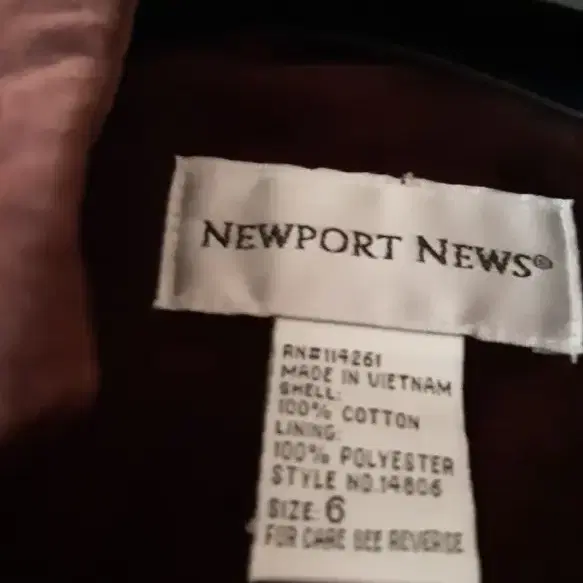 NEWPORT NEWS®
RN#114261
MADE IN VIETNAM
SHELL:
100% COTTON
LINING:
100% POLYESTER
STYLE NO.14806
SIZE: 6
FOR CARE SEE REVERSE